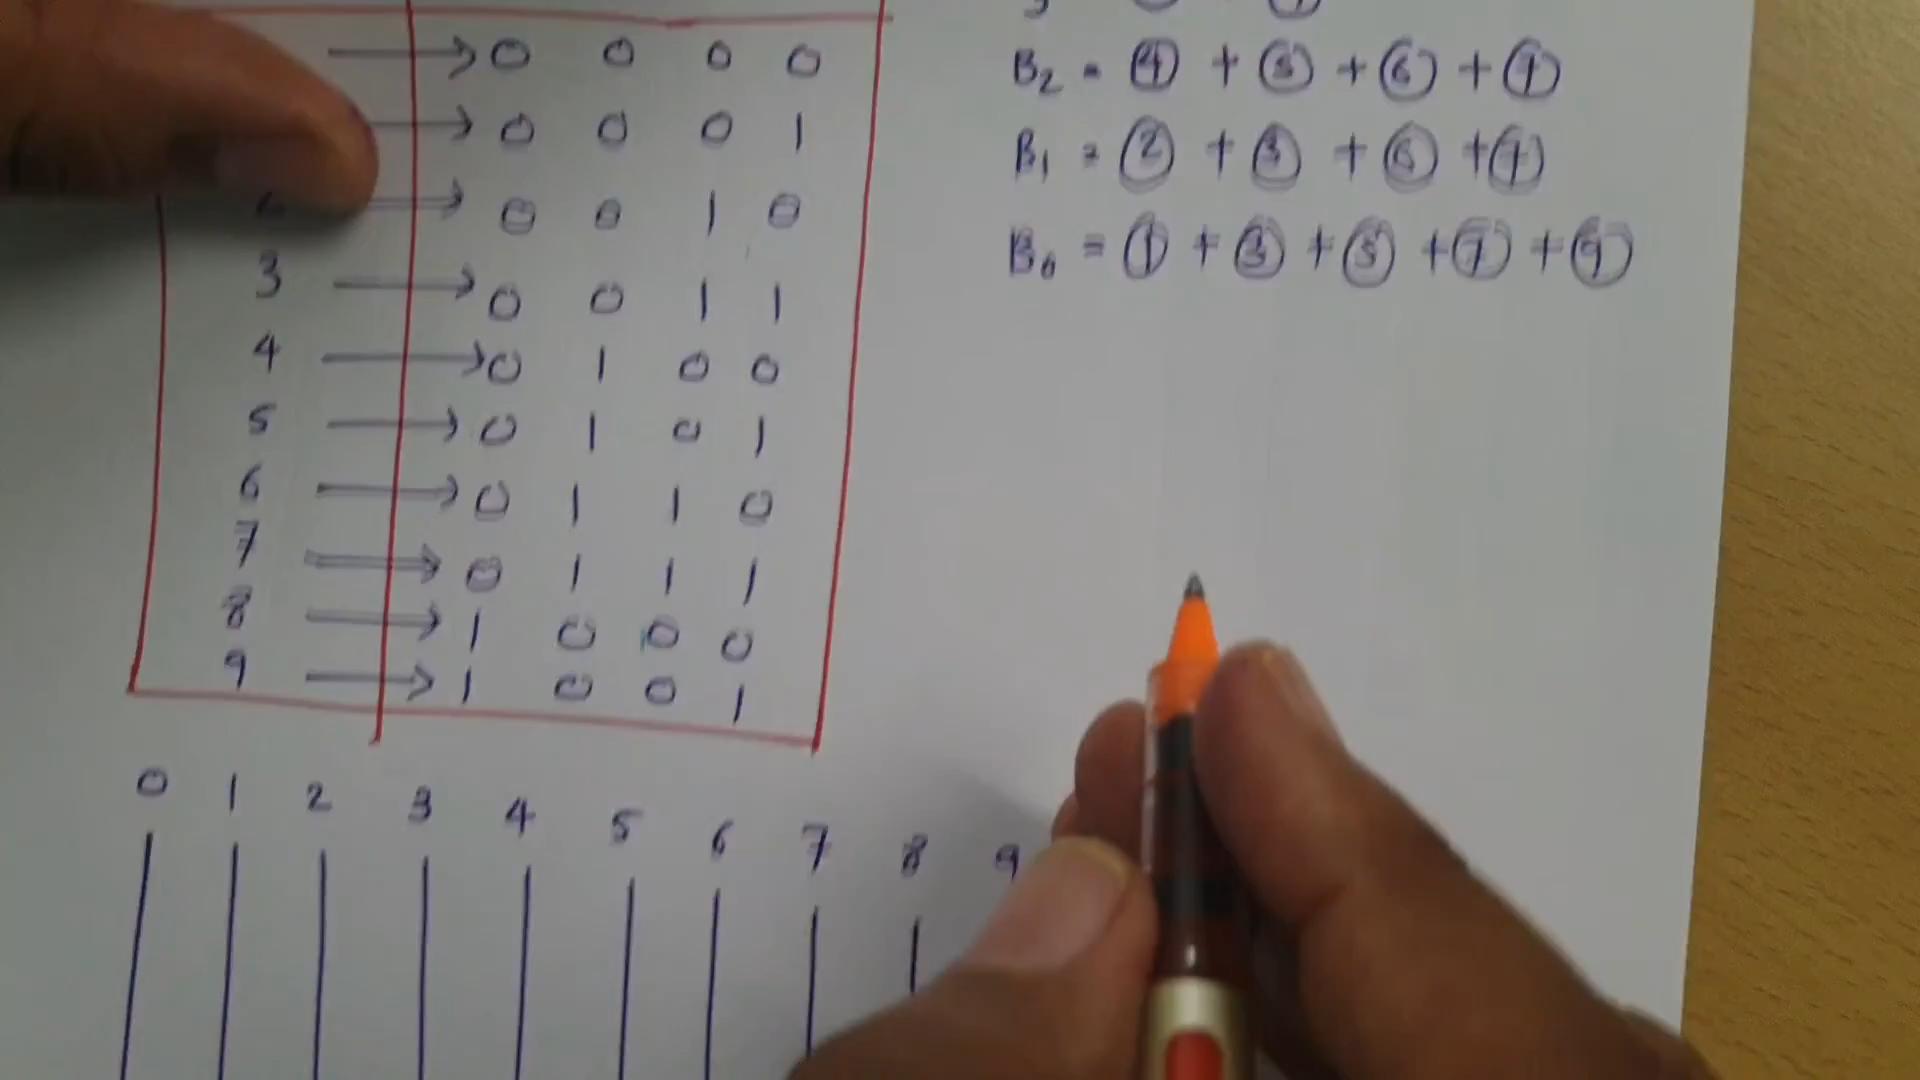 → 0 0 0 0
→ 0 0 0 1
→ 0 0 1 0
3 → 0 0 1 1
4 → 0 1 0 0
5 → 0 1 0 1
6 → 0 1 1 0
7 → 0 1 1 1
8 → 1 0 0 0
9 → 1 0 0 1
B₂ = ④ + ⑤ + ⑥ + ⑦
B₁ = ② + ③ + ⑥ + ⑦
B₀ = ① + ③ + ⑤ + ⑦ + ⑨
0 1 2 3 4 5 6 7 8 9